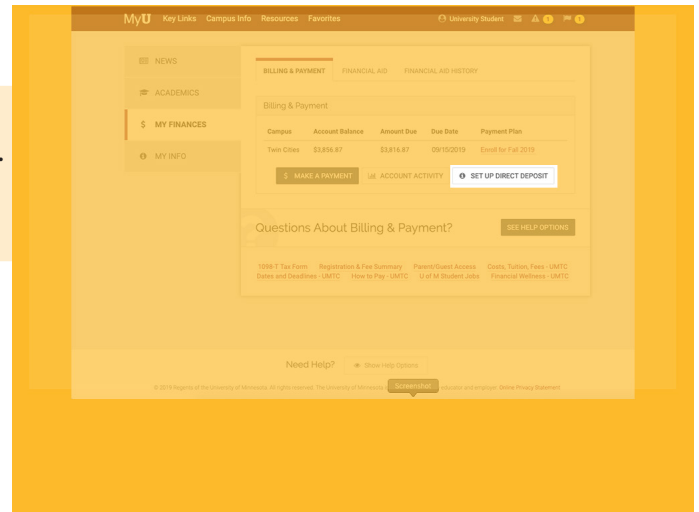 MyU Key Links Campus Info Resources Favorites University Student
NEWS
ACADEMICS
$ MY FINANCES
MY INFO
BILLING & PAYMENT FINANCIAL AID FINANCIAL AID HISTORY
Billing & Payment
Campus Account Balance Amount Due Due Date Payment Plan
Twin Cities $3,856.87 $3,816.87 09/15/2019 Enroll for Fall 2019
$ MAKE A PAYMENT ACCOUNT ACTIVITY SET UP DIRECT DEPOSIT
Questions About Billing & Payment? SEE HELP OPTIONS
1098-T Tax Form Registration & Fee Summary Parent/Guest Access Costs, Tuition, Fees - UMTC
Dates and Deadlines - UMTC How to Pay - UMTC U of M Student Jobs Financial Wellness - UMTC
Need Help? Show Help Options
© 2019 Regents of the University of Minnesota. All rights reserved. The University of Minnesota educator and employer. Online Privacy Statement
Screenshot